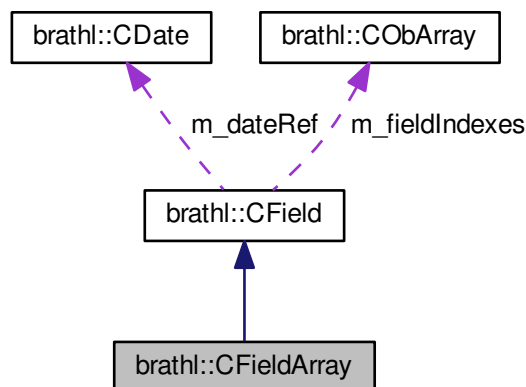 brathl::CDate
brathl::CObArray
m_dateRef
m_fieldIndexes
brathl::CField
brathl::CFieldArray